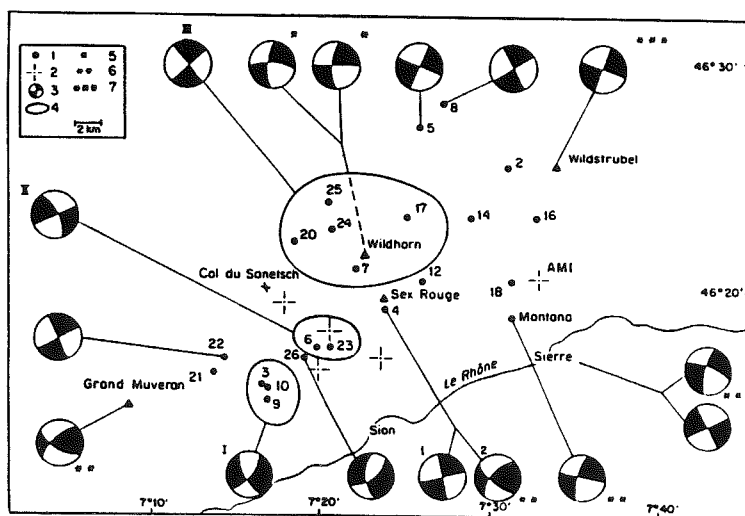 III
* * * * *
46°30'
1 * 5
2 ** 6
3 *** 7
4
2 km
8
5
2
Wildstrubel
II
25
17
24
14
16
20
Wildhorn
7
12
AMI
Col du Sanetsch
18
46°20'
Sex Rouge
4
Montana
6
23
22
26
Sierre
21
3
10
Le Rhône
Grand Muveran
9
**
Sion
I
1
2
**
**
**
7°10'
7°20'
7°30'
7°40'